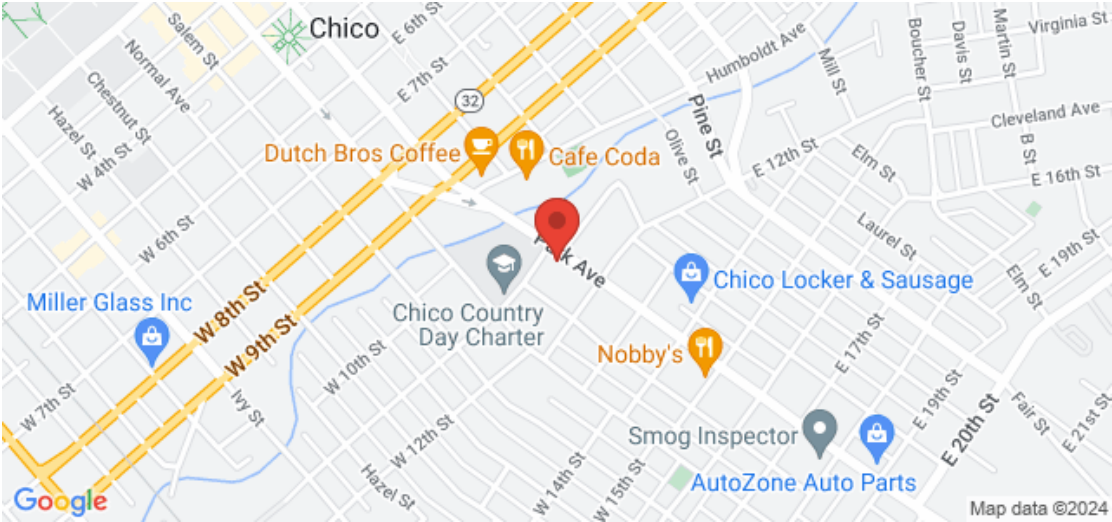 Salem St
Chico
E 6th St
Normal Ave
E 7th St
Humboldt Ave
Mill St
Boucher St
Davis St
Martin St
Virginia St
Chestnut St
Hazel St
32
Pine St
Cleveland Ave
B St
W 4th St
Dutch Bros Coffee
Cafe Coda
Olive St
E 12th St
Elm St
E 16th St
W 6th St
Park Ave
Laurel St
E 19th St
Elm St
Miller Glass Inc
W 8th St
Chico Country
Day Charter
Chico Locker & Sausage
W 9th St
Nobby's
E 17th St
W 10th St
W 7th St
Ivy St
E 19th St
Fair St
E 21st St
W 12th St
Smog Inspector
E 20th St
Hazel St
W 14th St
W 15th St
AutoZone Auto Parts
Google
Map data ©2024